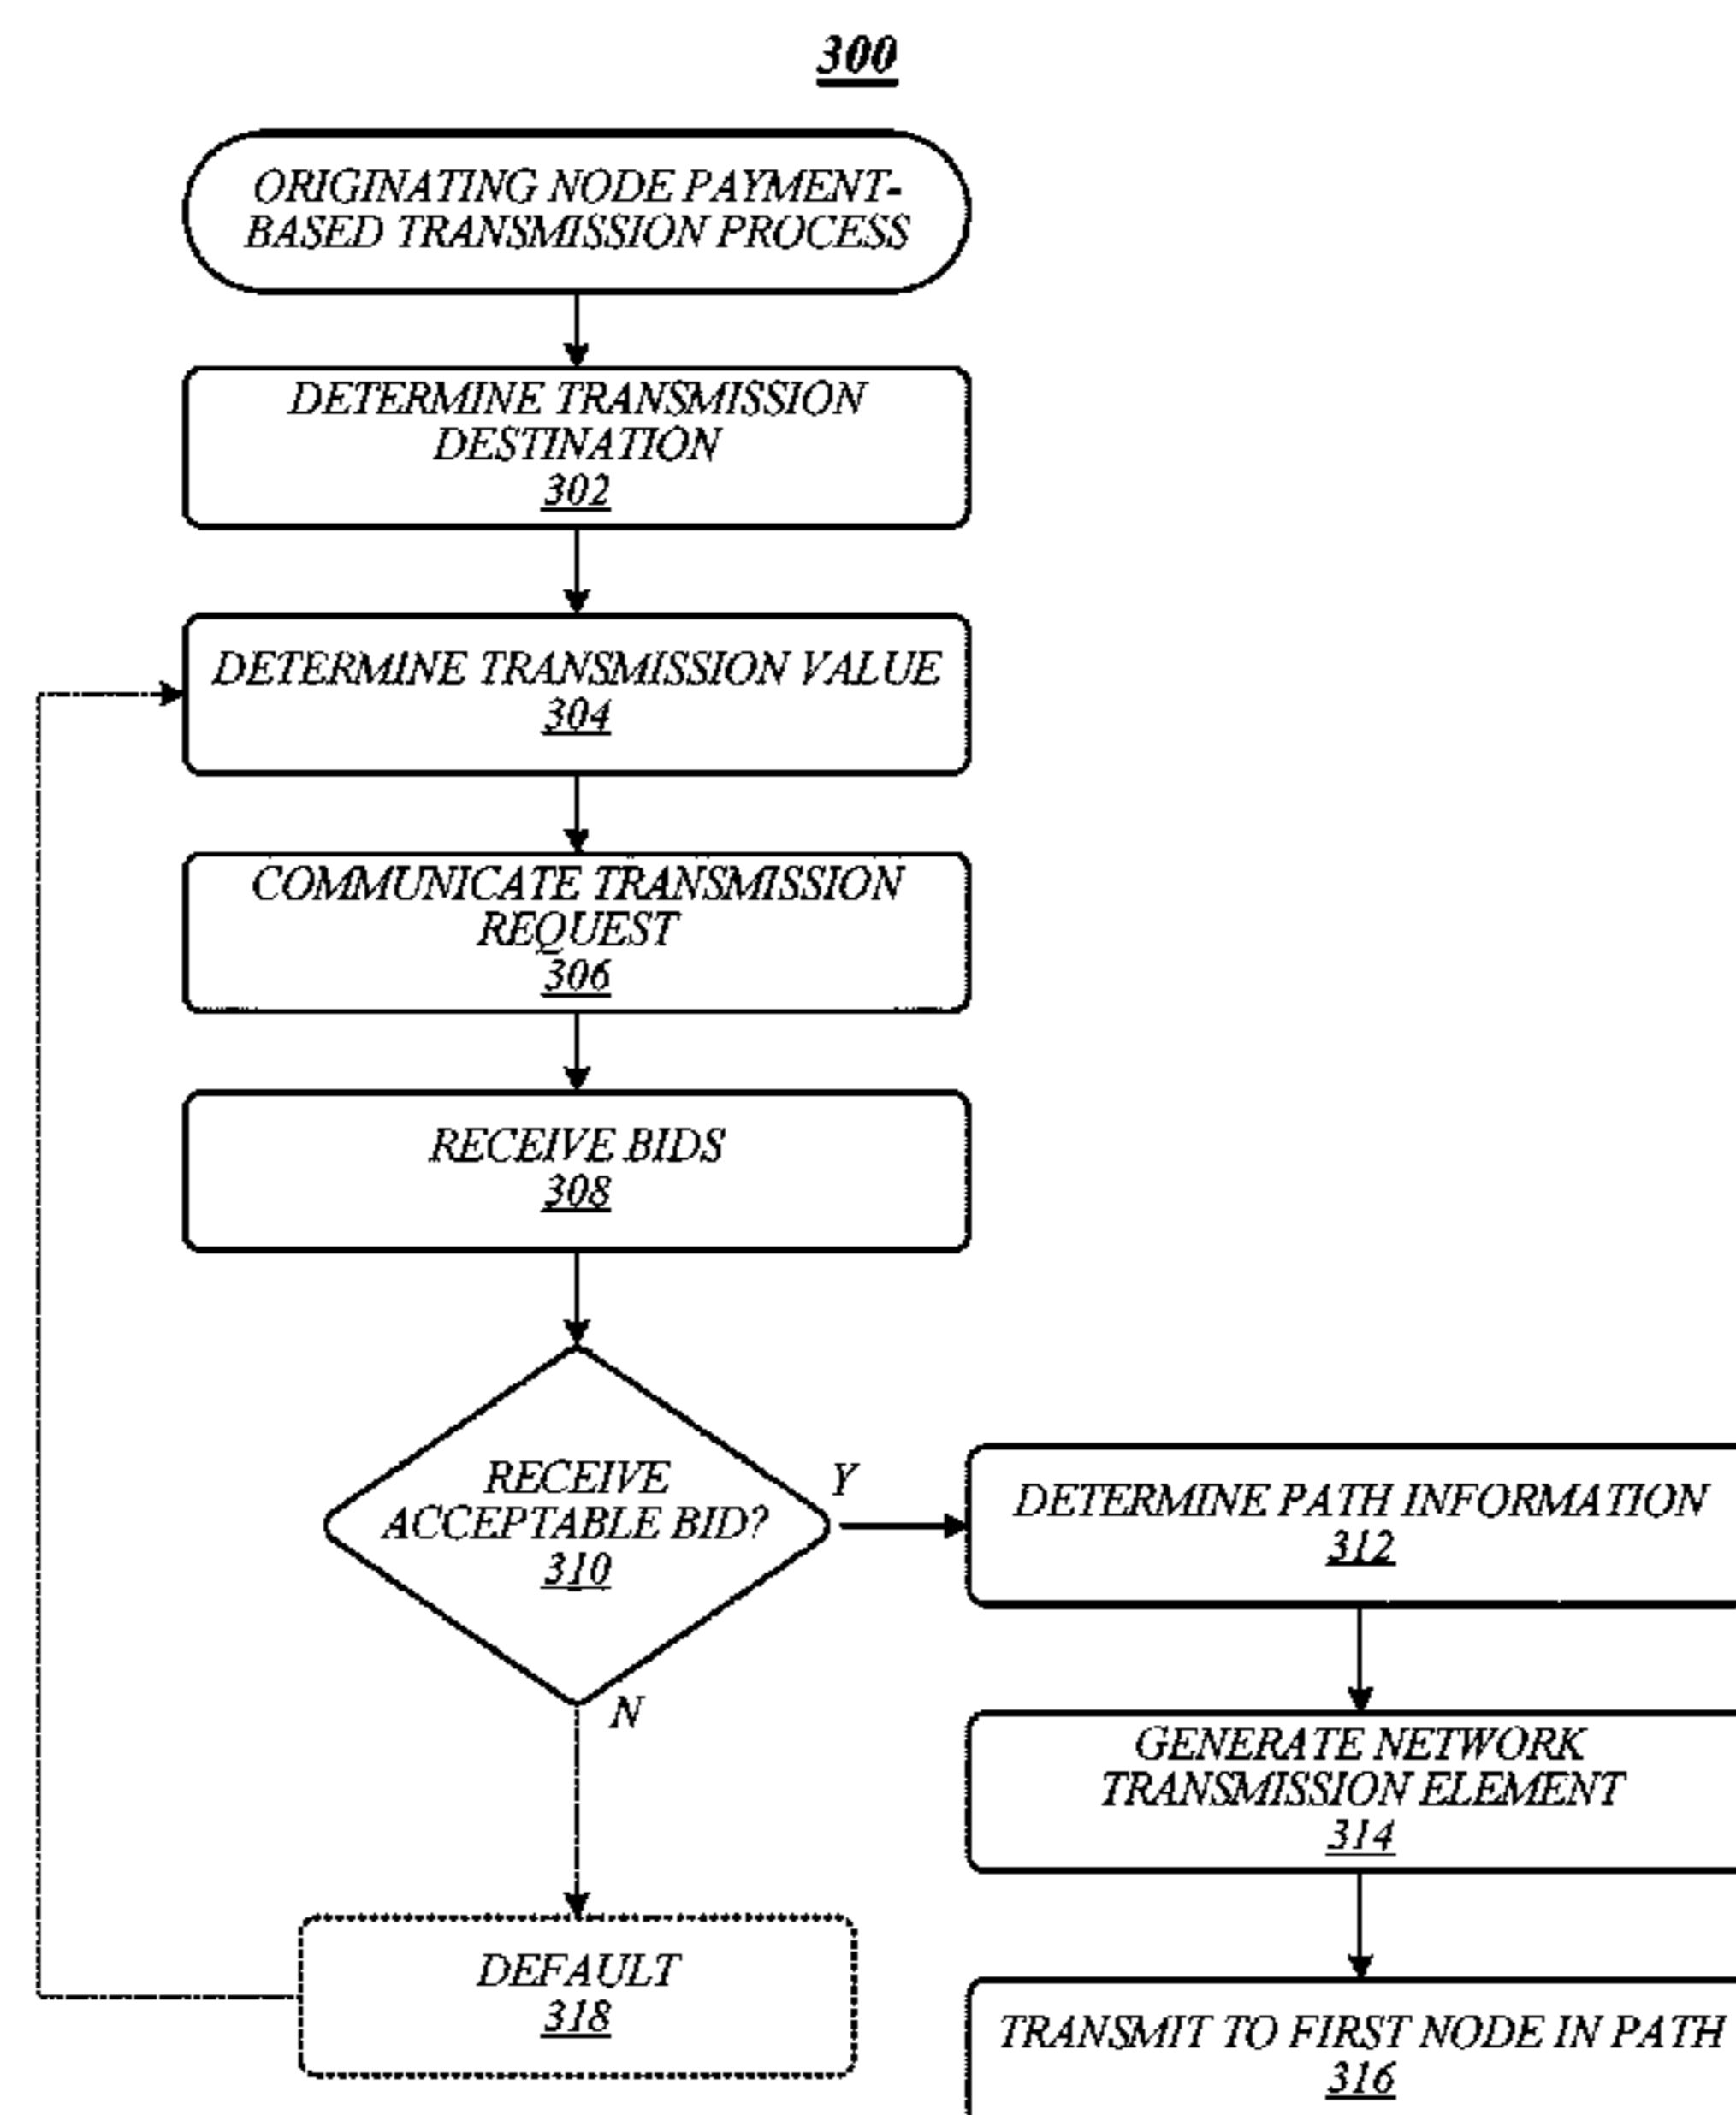 300
ORIGINATING NODE PAYMENT-
BASED TRANSMISSION PROCESS
DETERMINE TRANSMISSION
DESTINATION
302
DETERMINE TRANSMISSION VALUE
304
COMMUNICATE TRANSMISSION
REQUEST
306
RECEIVE BIDS
308
RECEIVE
ACCEPTABLE BID?
310
Y
N
DETERMINE PATH INFORMATION
312
GENERATE NETWORK
TRANSMISSION ELEMENT
314
TRANSMIT TO FIRST NODE IN PATH
316
DEFAULT
318